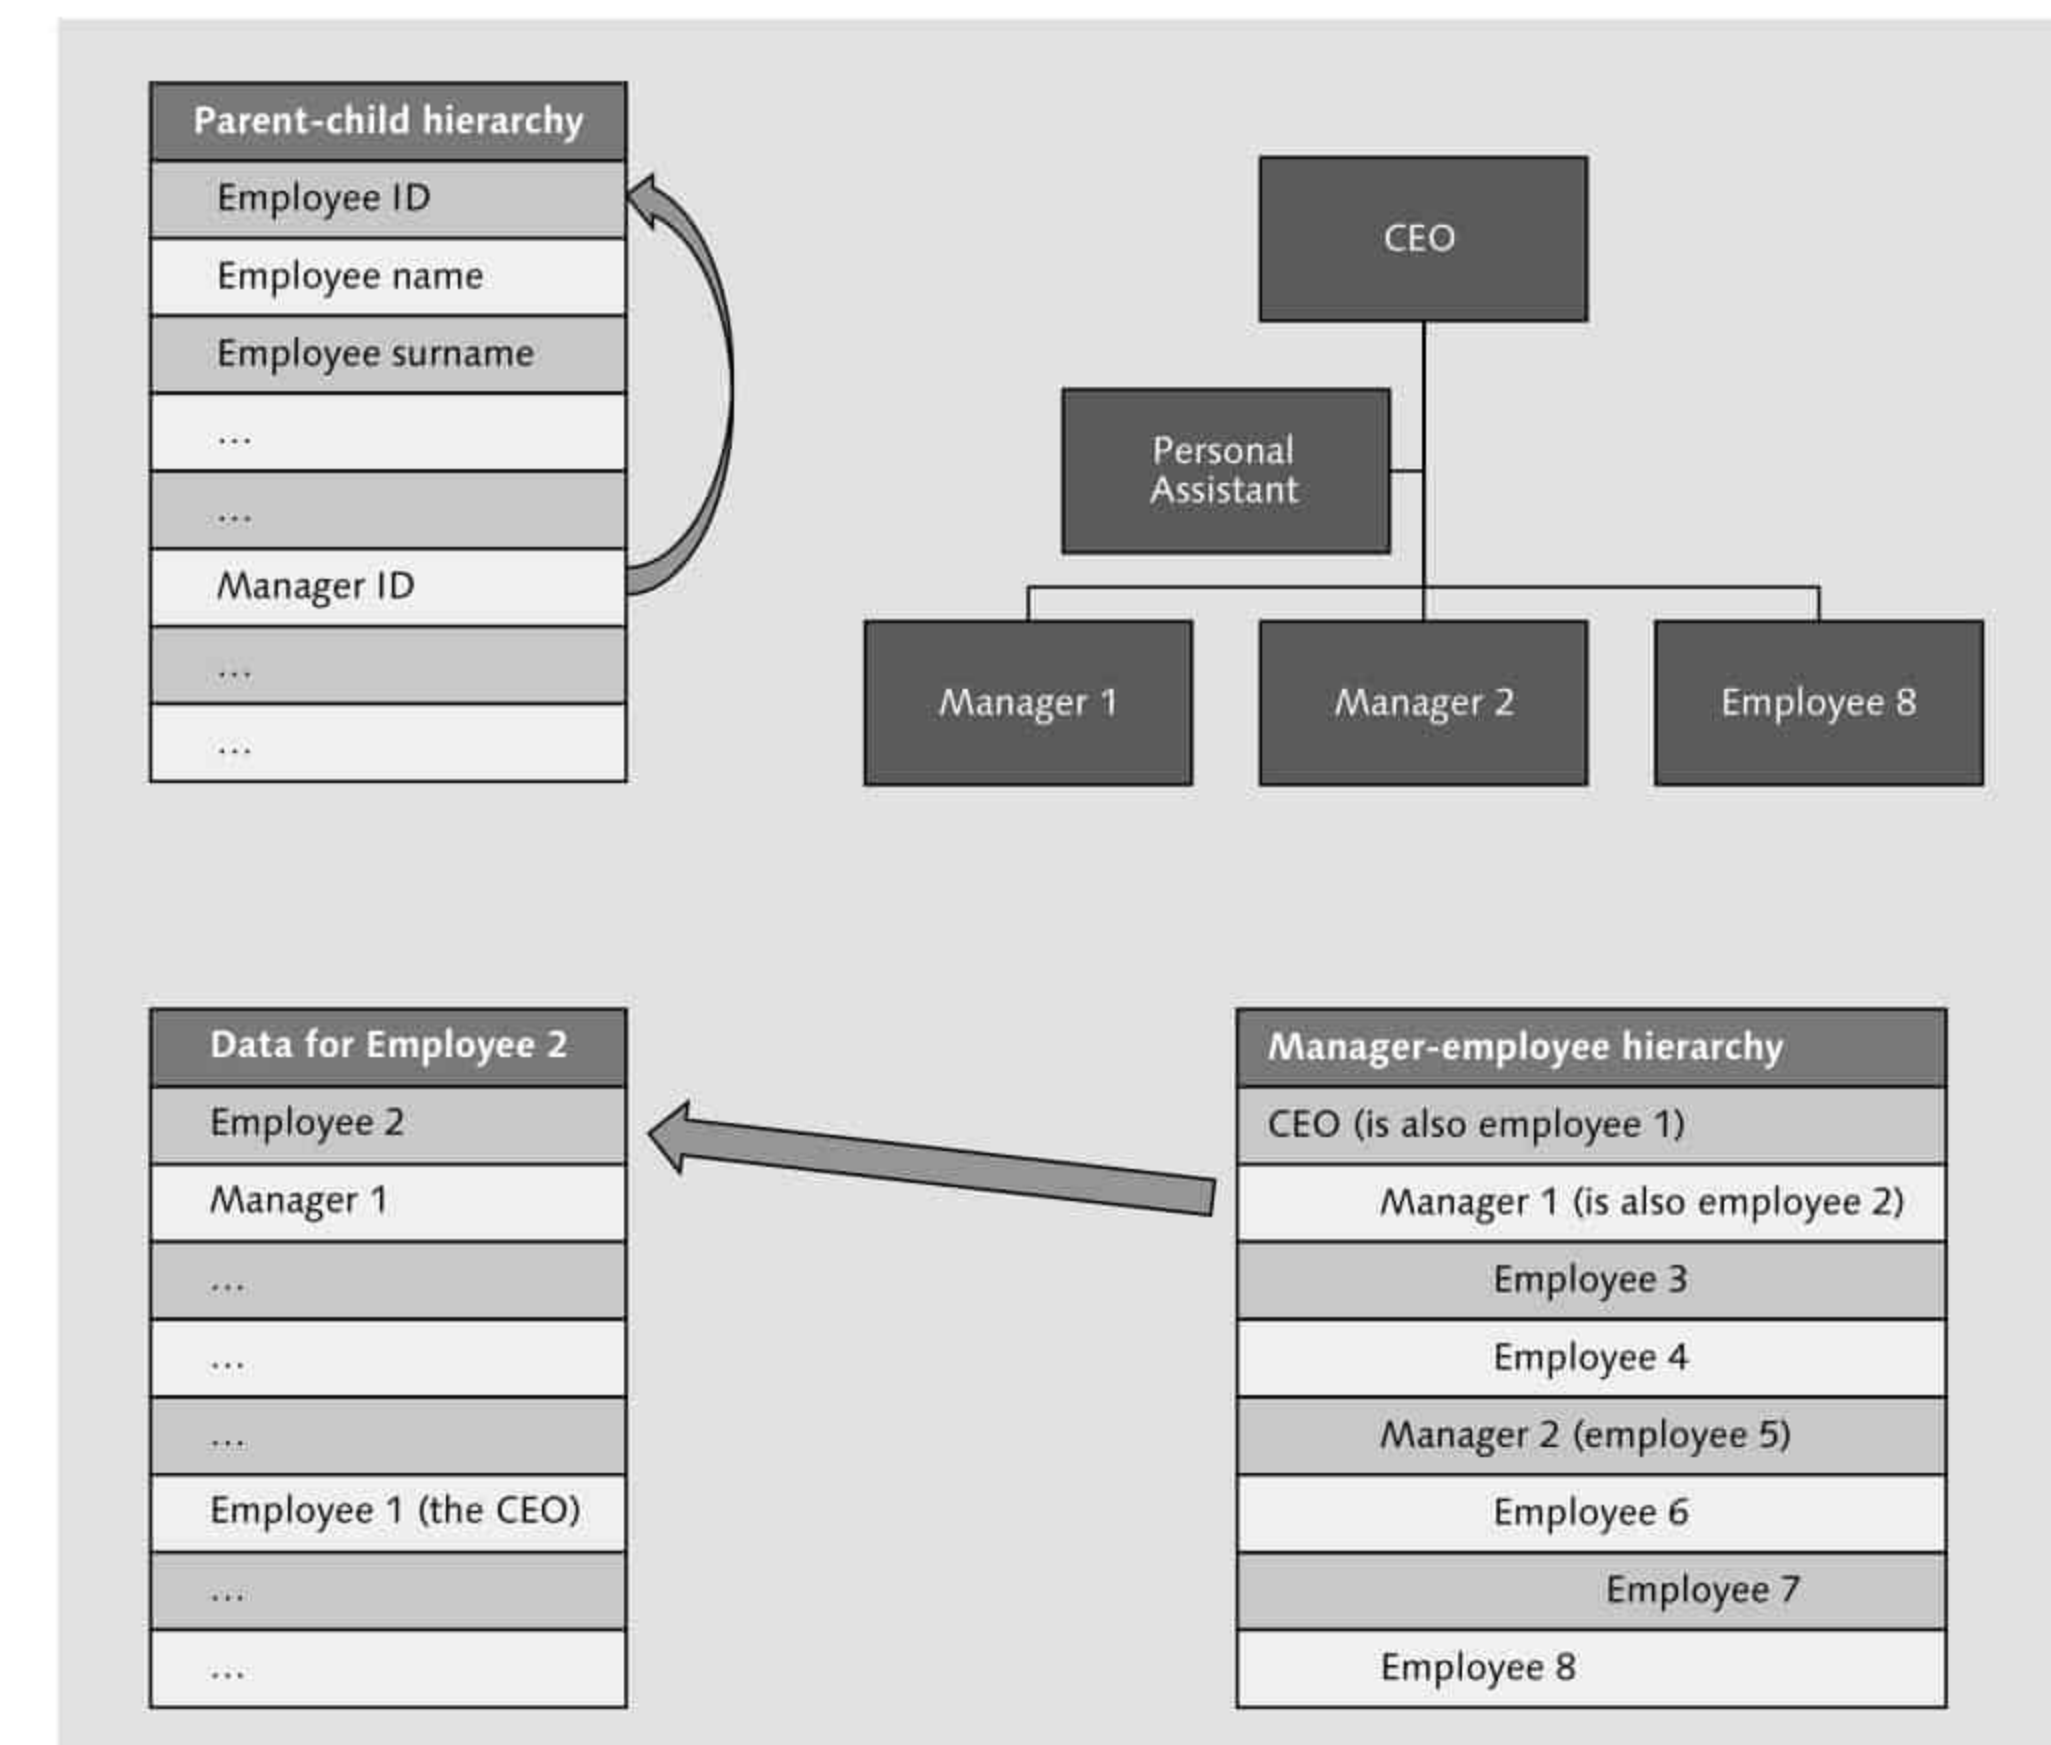 Parent-child hierarchy
Employee ID
Employee name
Employee surname
...
...
Manager ID
...
...
CEO
Personal
Assistant
Manager 1
Manager 2
Employee 8
Data for Employee 2
Employee 2
Manager 1
...
...
...
Employee 1 (the CEO)
...
...
Manager-employee hierarchy
CEO (is also employee 1)
Manager 1 (is also employee 2)
Employee 3
Employee 4
Manager 2 (employee 5)
Employee 6
Employee 7
Employee 8